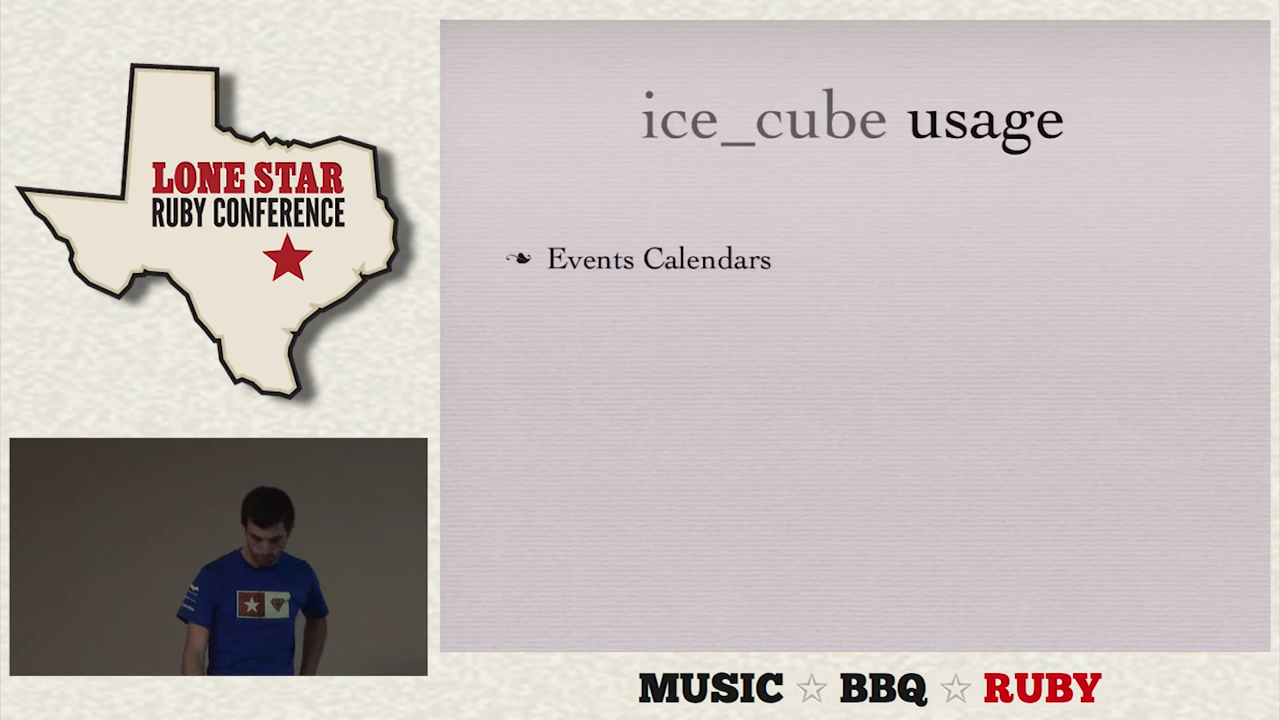 LONE STAR
RUBY CONFERENCE
ice_cube usage
Events Calendars
MUSIC ☆ BBQ ☆ RUBY